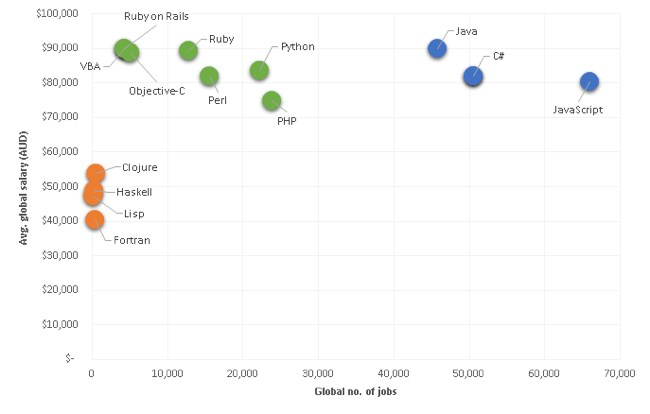 $100,000
$90,000
$80,000
$70,000
$60,000
$50,000
$40,000
$30,000
$20,000
$10,000
$-
Avg. global salary (AUD)
Ruby on Rails
VBA
Objective-C
Ruby
Perl
Python
PHP
Java
C#
JavaScript
Clojure
Haskell
Lisp
Fortran
0 10,000 20,000 30,000 40,000 50,000 60,000 70,000
Global no. of jobs